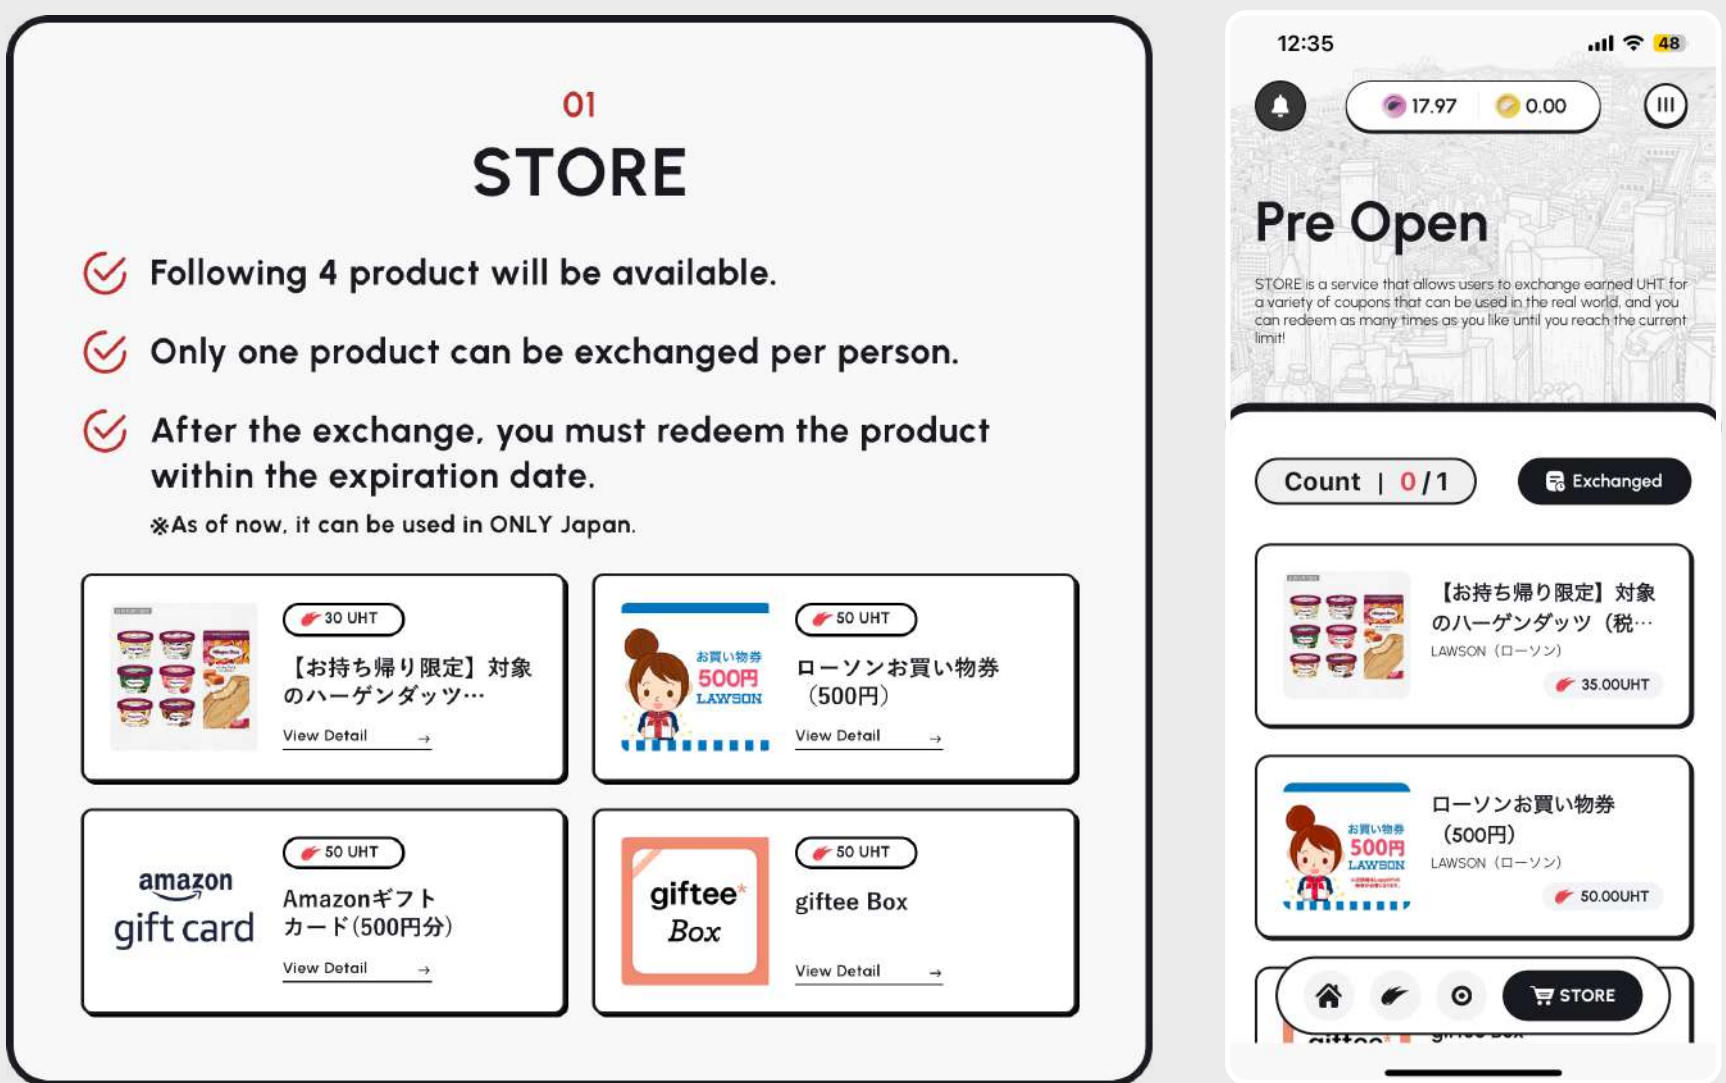 01
STORE
Following 4 product will be available.
Only one product can be exchanged per person.
After the exchange, you must redeem the product
within the expiration date.
※As of now, it can be used in ONLY Japan.
30 UHT
【お持ち帰り限定】対象
のハーゲンダッツ…
View Detail →
お買い物券
500円
LAWSON
50 UHT
ローソンお買い物券
（500円）
View Detail →
amazon
gift card
50 UHT
Amazonギフト
カード(500円分)
View Detail →
giftee*
Box
50 UHT
giftee Box
View Detail →
12:35
48
17.97
0.00
Pre Open
STORE is a service that allows users to exchange earned UHT for
a variety of coupons that can be used in the real world, and you
can redeem as many times as you like until you reach the current
limit!
Count | 0/1
Exchanged
【お持ち帰り限定】対象
のハーゲンダッツ（税…
LAWSON（ローソン）
35.00UHT
お買い物券
500円
LAWSON
ローソンお買い物券
（500円）
LAWSON（ローソン）
50.00UHT
STORE
giftee*
giftee Box